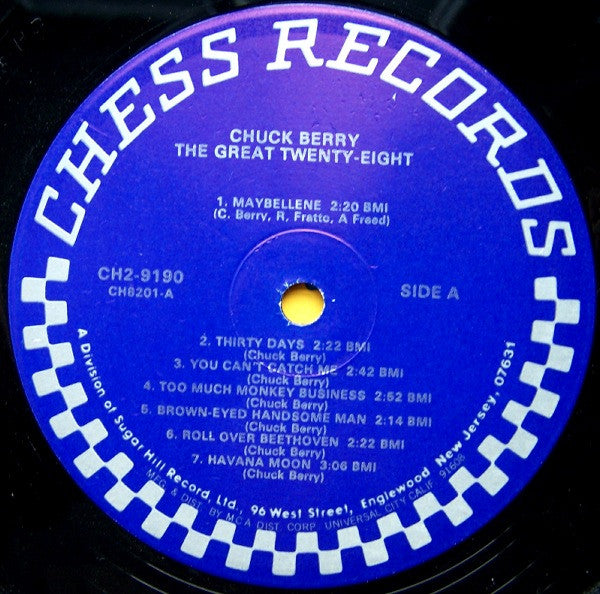 CHESS RECORDS
CHUCK BERRY
THE GREAT TWENTY-EIGHT
1. MAYBELLENE 2:20 BMI
(C. Berry, R. Fratto, A Freed)
CH2-9190
CH8201-A
SIDE A
2. THIRTY DAYS 2:22 BMI
(Chuck Berry)
3. YOU CAN'T CATCH ME 2:42 BMI
(Chuck Berry)
4. TOO MUCH MONKEY BUSINESS 2:52 BMI
(Chuck Berry)
5. BROWN-EYED HANDSOME MAN 2:14 BMI
(Chuck Berry)
6. ROLL OVER BEETHOVEN 2:22 BMI
(Chuck Berry)
7. HAVANA MOON 3:06 BMI
(Chuck Berry)
A Division of Sugar Hill Record, Ltd., 96 West Street, Englewood New Jersey, 07631
MFG. & DIST. BY M.C.A DIST. CORP. UNIVERSAL CITY CALIF. 91608